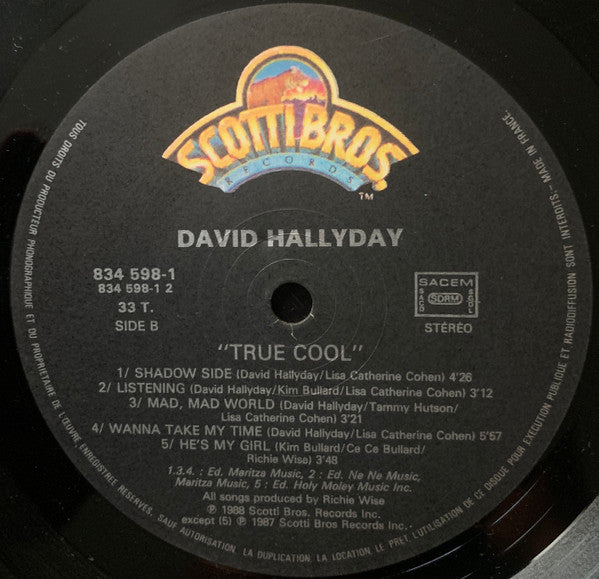 SCOTTI BROS.
RECORDS
TM
DAVID HALLYDAY
834 598-1
834 598-1 2
33 T.
SIDE B
SACEM
SACD SDRM SGDL
STÉRÉO
"TRUE COOL"
1/ SHADOW SIDE (David Hallyday/Lisa Catherine Cohen) 4'26
2/ LISTENING (David Hallyday/Kim Bullard/Lisa Catherine Cohen) 3'12
3/ MAD, MAD WORLD (David Hallyday/Tammy Hutson/
Lisa Catherine Cohen) 3'21
4/ WANNA TAKE MY TIME (David Hallyday/Lisa Catherine Cohen) 5'57
5/ HE'S MY GIRL (Kim Bullard/Ce Ce Bullard/
Richie Wise) 3'48
1.3.4. : Ed. Maritza Music, 2 : Ed. Ne Ne Music,
Maritza Music, 5 : Ed. Holy Moley Music Inc.
All songs produced by Richie Wise
℗ 1988 Scotti Bros. Records Inc.
except (5) ℗ 1987 Scotti Bros Records Inc.
TOUS DROITS DU PRODUCTEUR PHONOGRAPHIQUE ET DU PROPRIETAIRE DE L'ŒUVRE ENREGISTREE RESERVES. SAUF AUTORISATION, LA DUPLICATION, LA LOCATION, LE PRET, L'UTILISATION DE CE DISQUE POUR EXECUTION PUBLIQUE ET RADIODIFFUSION SONT INTERDITS - MADE IN FRANCE.